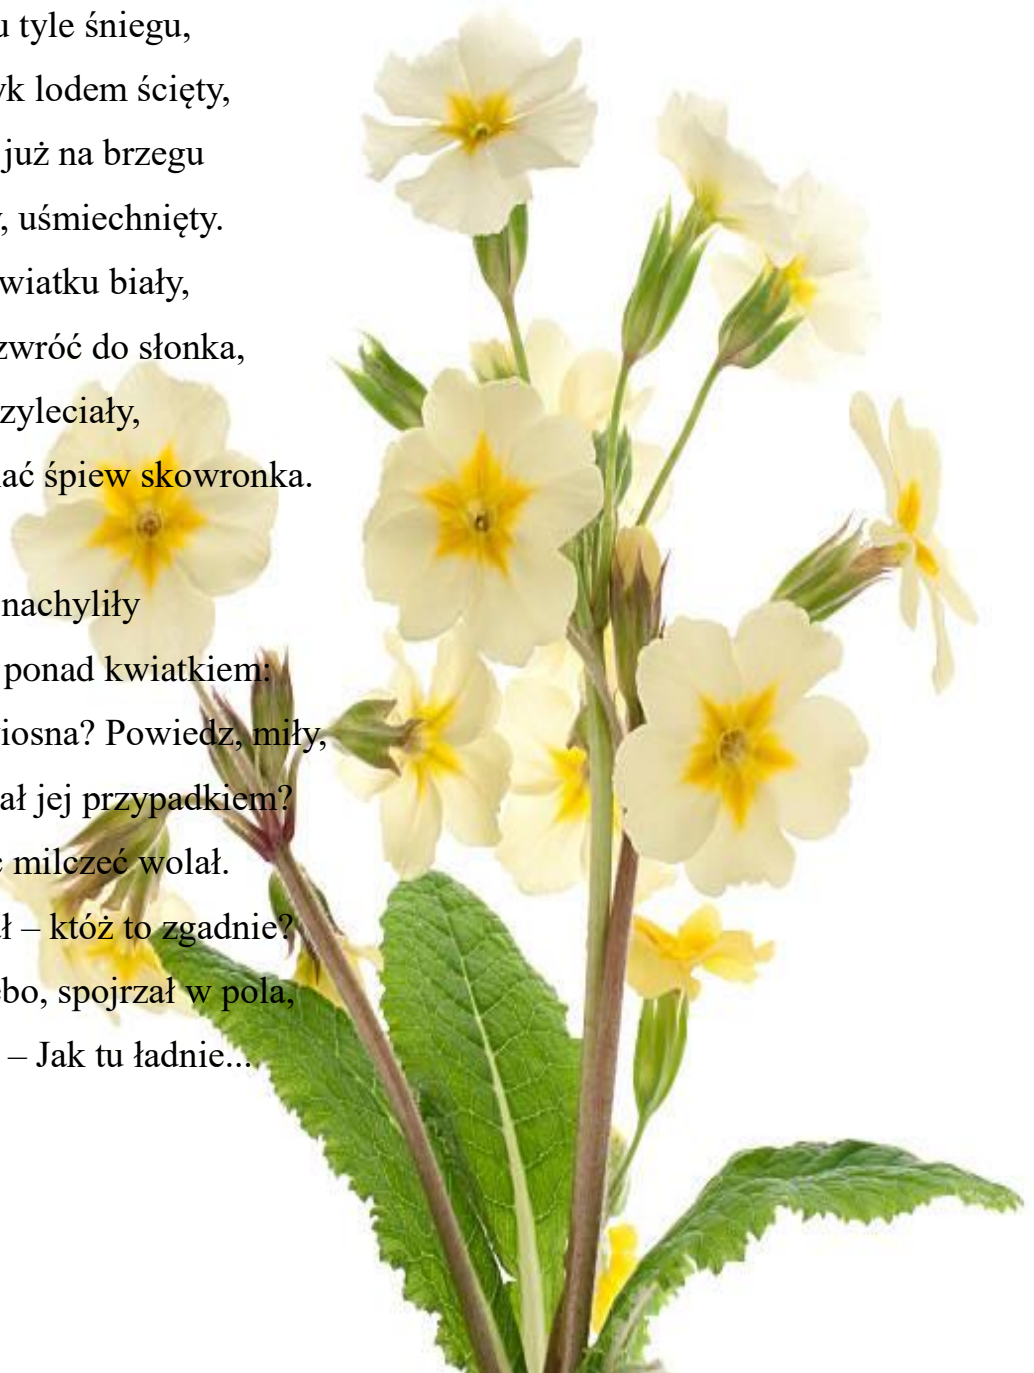 u tyle śniegu,
yk lodem ścięty,
już na brzegu
, uśmiechnięty.
wiatku biały,
zwróć do słonka,
zyleciały,
ać śpiew skowronka.
nachyliły
ponad kwiatkiem:
iosna? Powiedz, miły,
ał jej przypadkiem?
milczeć wolał.
ł – któż to zgadnie?
bo, spojrzał w pola,
– Jak tu ładnie...